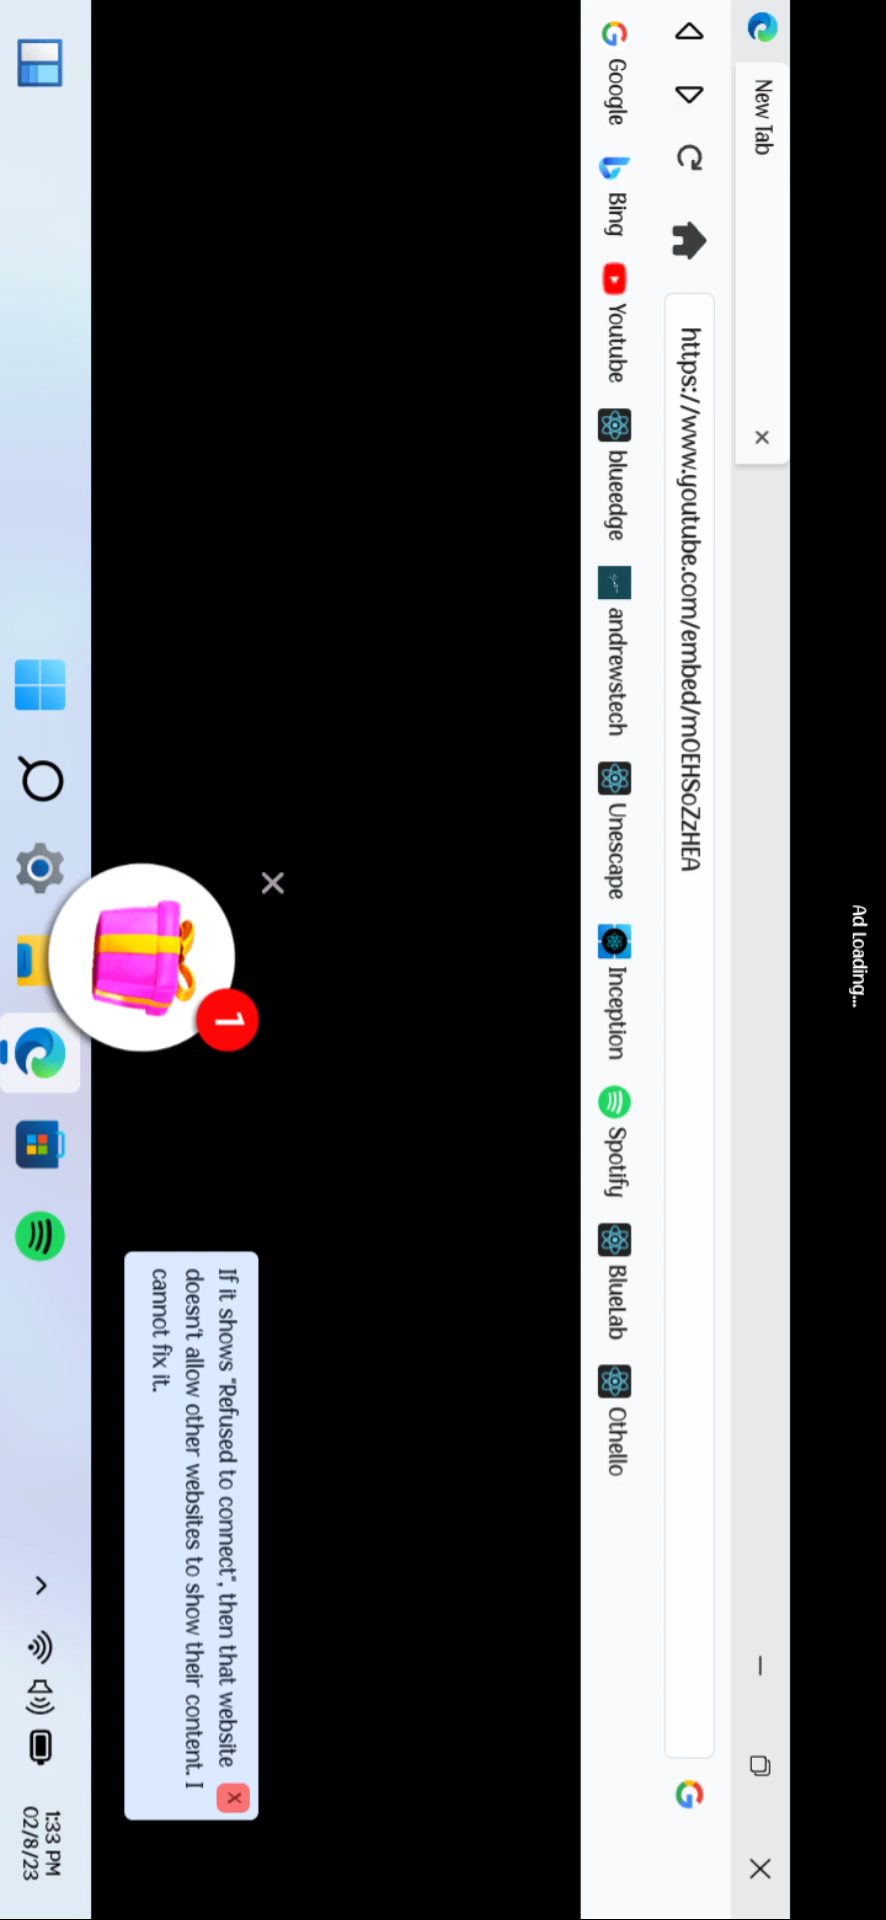 Ad Loading...
New Tab
https://www.youtube.com/embed/m0EHSoZzHEA
Google Bing Youtube blueedge andrewstech Unescape Inception Spotify BlueLab Othello
If it shows "Refused to connect", then that website
doesn't allow other websites to show their content. I
cannot fix it.
X
1
1:33 PM
02/8/23